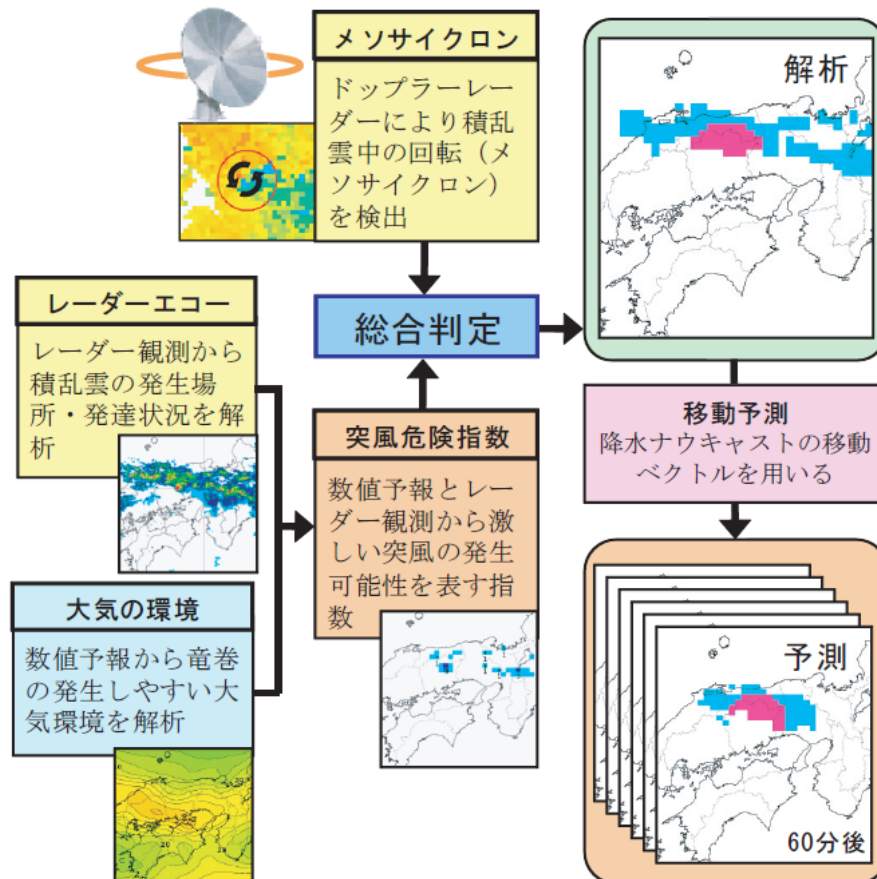 メソサイクロン
ドップラーレー
ダーにより積乱
雲中の回転（メ
ソサイクロン）
を検出
レーダーエコー
レーダー観測から
積乱雲の発生場
所・発達状況を解
析
大気の環境
数値予報から竜巻
の発生しやすい大
気環境を解析
20
突風危険指数
数値予報とレー
ダー観測から激
しい突風の発生
可能性を表す指
数
総合判定
解析
移動予測
降水ナウキャストの移動
ベクトルを用いる
予測
60分後